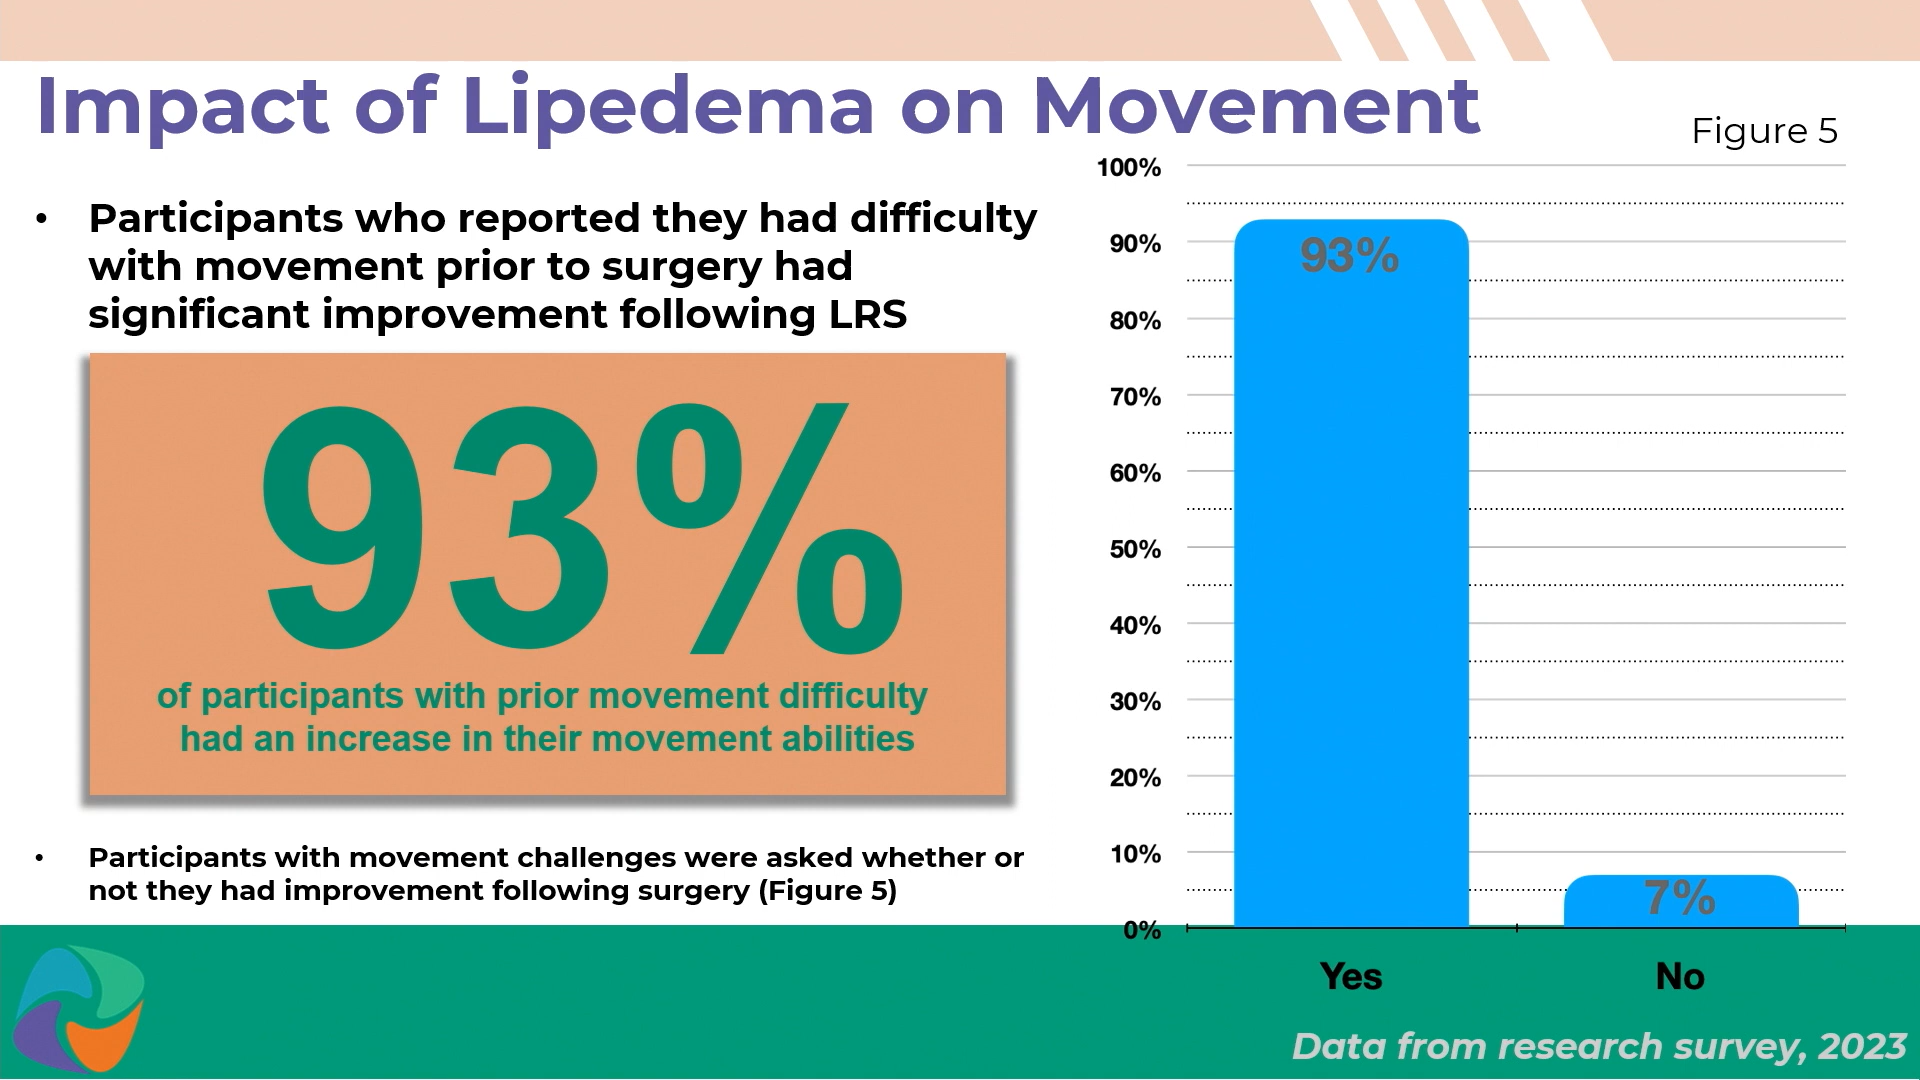 Impact of Lipedema on Movement
Figure 5
• Participants who reported they had difficulty
with movement prior to surgery had
significant improvement following LRS
93%
of participants with prior movement difficulty
had an increase in their movement abilities
• Participants with movement challenges were asked whether or
not they had improvement following surgery (Figure 5)
100%
90%
80%
70%
60%
50%
40%
30%
20%
10%
0%
93%
7%
Yes
No
Data from research survey, 2023